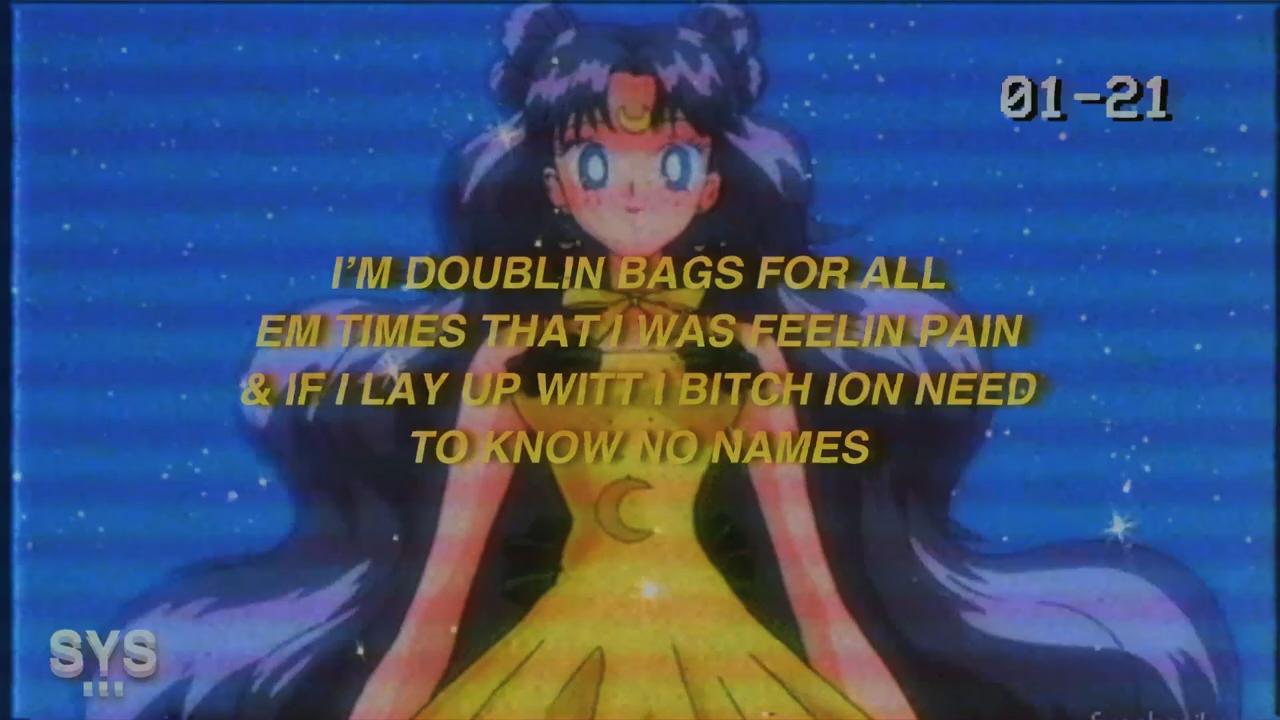 01-21
I'M DOUBLIN BAGS FOR ALL
EM TIMES THAT I WAS FEELIN PAIN
& IF I LAY UP WITT I BITCH ION NEED
TO KNOW NO NAMES
SYS